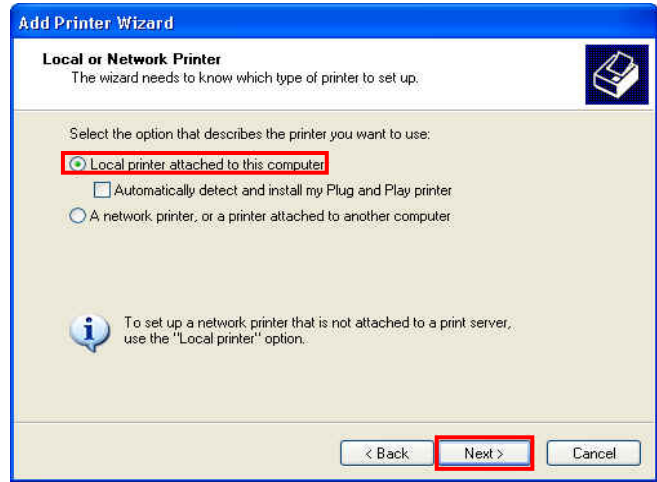 Add Printer Wizard
Local or Network Printer
The wizard needs to know which type of printer to set up.
Select the option that describes the printer you want to use:
Local printer attached to this computer
Automatically detect and install my Plug and Play printer
A network printer, or a printer attached to another computer
To set up a network printer that is not attached to a print server,
use the "Local printer" option.
< Back Next > Cancel